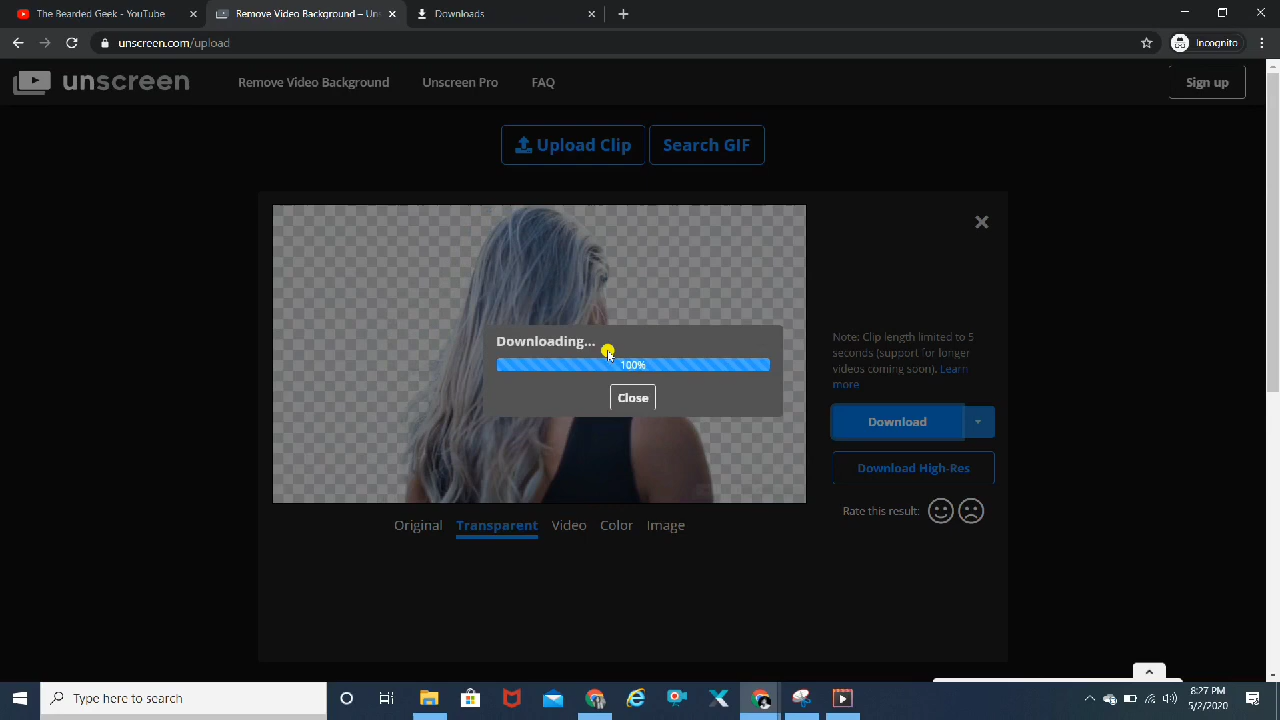 The Bearded Geek - YouTube
Remove Video Background – Uns
Downloads
unscreen.com/upload
Incognito
unscreen
Remove Video Background
Unscreen Pro
FAQ
Sign up
Upload Clip
Search GIF
Downloading...
100%
Close
Note: Clip length limited to 5
seconds (support for longer
videos coming soon). Learn
more
Download
Download High-Res
Rate this result:
Original
Transparent
Video
Color
Image
Type here to search
8:27 PM
5/2/2020